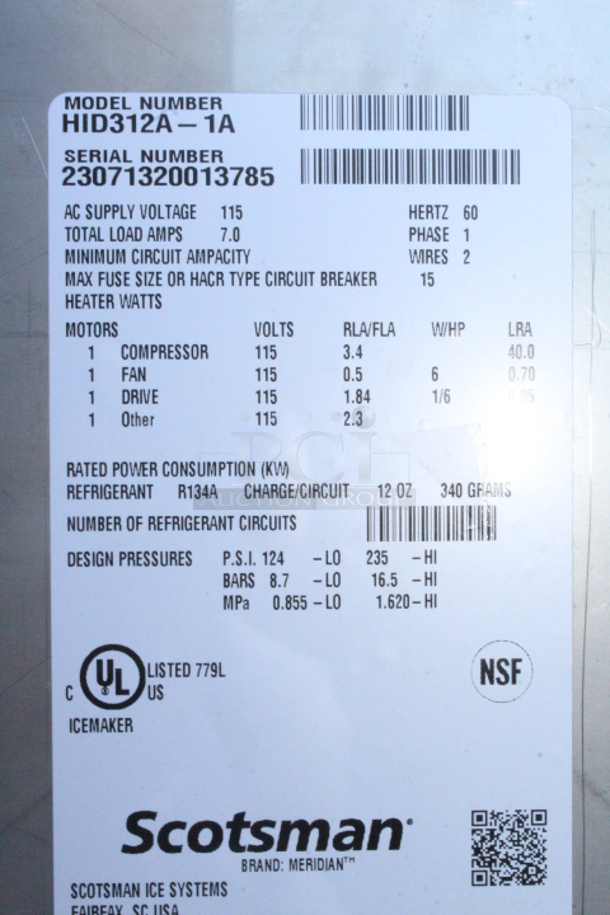 MODEL NUMBER
HID312A-1A
SERIAL NUMBER
23071320013785
AC SUPPLY VOLTAGE 115 HERTZ 60
TOTAL LOAD AMPS 7.0 PHASE 1
MINIMUM CIRCUIT AMPACITY WIRES 2
MAX FUSE SIZE OR HACR TYPE CIRCUIT BREAKER 15
HEATER WATTS
MOTORS VOLTS RLA/FLA W/HP LRA
1 COMPRESSOR 115 3.4 40.0
1 FAN 115 0.5 6 0.70
1 DRIVE 115 1.84 1/6
1 Other 115 2.3
PCI
AUCTION GROUP
RATED POWER CONSUMPTION (KW)
REFRIGERANT R134A CHARGE/CIRCUIT 12 OZ 340 GRAMS
NUMBER OF REFRIGERANT CIRCUITS
DESIGN PRESSURES P.S.I. 124 -LO 235 -HI
BARS 8.7 -LO 16.5 -HI
MPa 0.855 -LO 1.620-HI
C UL US LISTED 779L
NSF
ICEMAKER
Scotsman
BRAND: MERIDIAN™
SCOTSMAN ICE SYSTEMS
FAIRFAX, SC USA